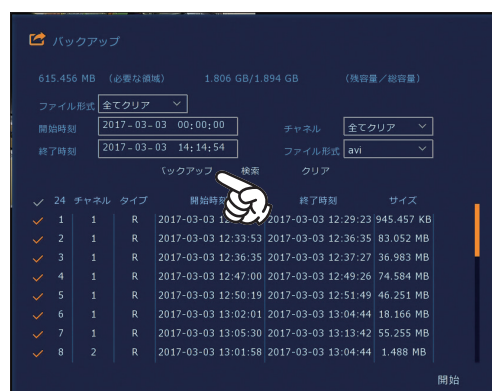 バックアップ
615.456 MB （必要な領域） 1.806 GB/1.894 GB （残容量／総容量）
ファイル形式 全てクリア
開始時刻 2017-03-03 00:00:00 チャネル 全てクリア
終了時刻 2017-03-03 14:14:54 ファイル形式 avi
バックアップ 検索 クリア
24 チャネル タイプ 開始時刻 終了時刻 サイズ
1 1 R 2017-03-03 12 2017-03-03 12:29:23 945.457 KB
2 1 R 2017-03-03 12:33:53 2017-03-03 12:36:35 83.052 MB
3 1 R 2017-03-03 12:36:35 2017-03-03 12:37:27 36.983 MB
4 1 R 2017-03-03 12:47:00 2017-03-03 12:49:26 74.584 MB
5 1 R 2017-03-03 12:50:19 2017-03-03 12:51:49 46.251 MB
6 1 R 2017-03-03 13:02:01 2017-03-03 13:04:44 18.166 MB
7 1 R 2017-03-03 13:05:30 2017-03-03 13:13:42 55.255 MB
8 2 R 2017-03-03 13:01:58 2017-03-03 13:04:44 1.488 MB
開始